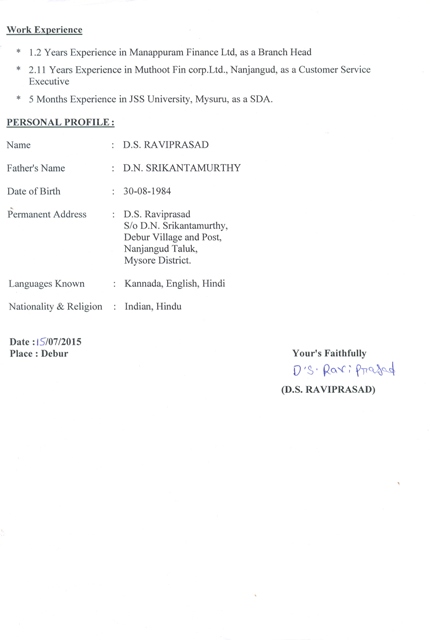 Work Experience
* 1.2 Years Experience in Manappuram Finance Ltd, as a Branch Head
* 2.11 Years Experience in Muthoot Fin corp.Ltd., Nanjangud, as a Customer Service
Executive
* 5 Months Experience in JSS University, Mysuru, as a SDA.
PERSONAL PROFILE :
Name : D.S. RAVIPRASAD
Father's Name : D.N. SRIKANTAMURTHY
Date of Birth : 30-08-1984
Permanent Address : D.S. Raviprasad
S/o D.N. Srikantamurthy,
Debur Village and Post,
Nanjangud Taluk,
Mysore District.
Languages Known : Kannada, English, Hindi
Nationality & Religion : Indian, Hindu
Date :15/07/2015
Place : Debur
Your's Faithfully
D.S. Raviprasad
(D.S. RAVIPRASAD)